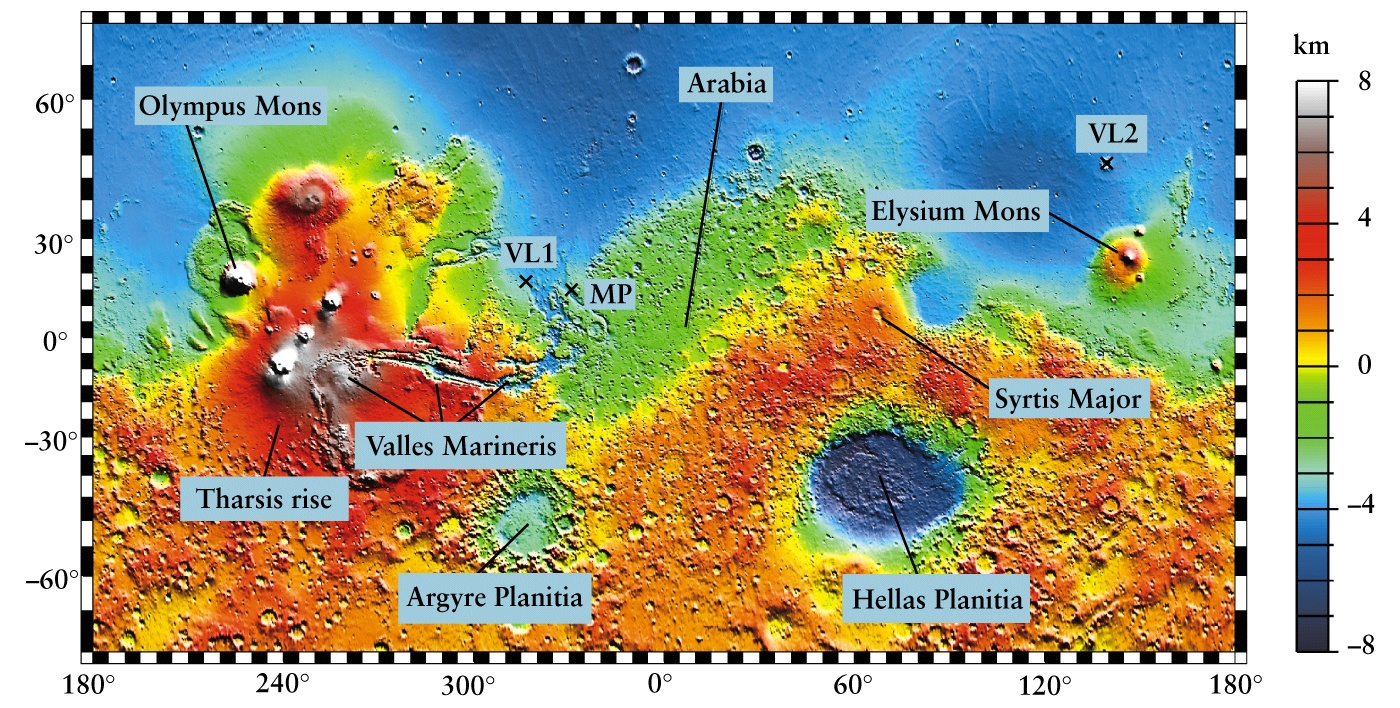 km
Arabia
8
Olympus Mons
60°
VL2
Elysium Mons
4
30°
VL1
MP
0°
0
Syrtis Major
−30°
Valles Marineris
Tharsis rise
−4
−60°
Argyre Planitia
Hellas Planitia
−8
180°
240°
300°
0°
60°
120°
180°